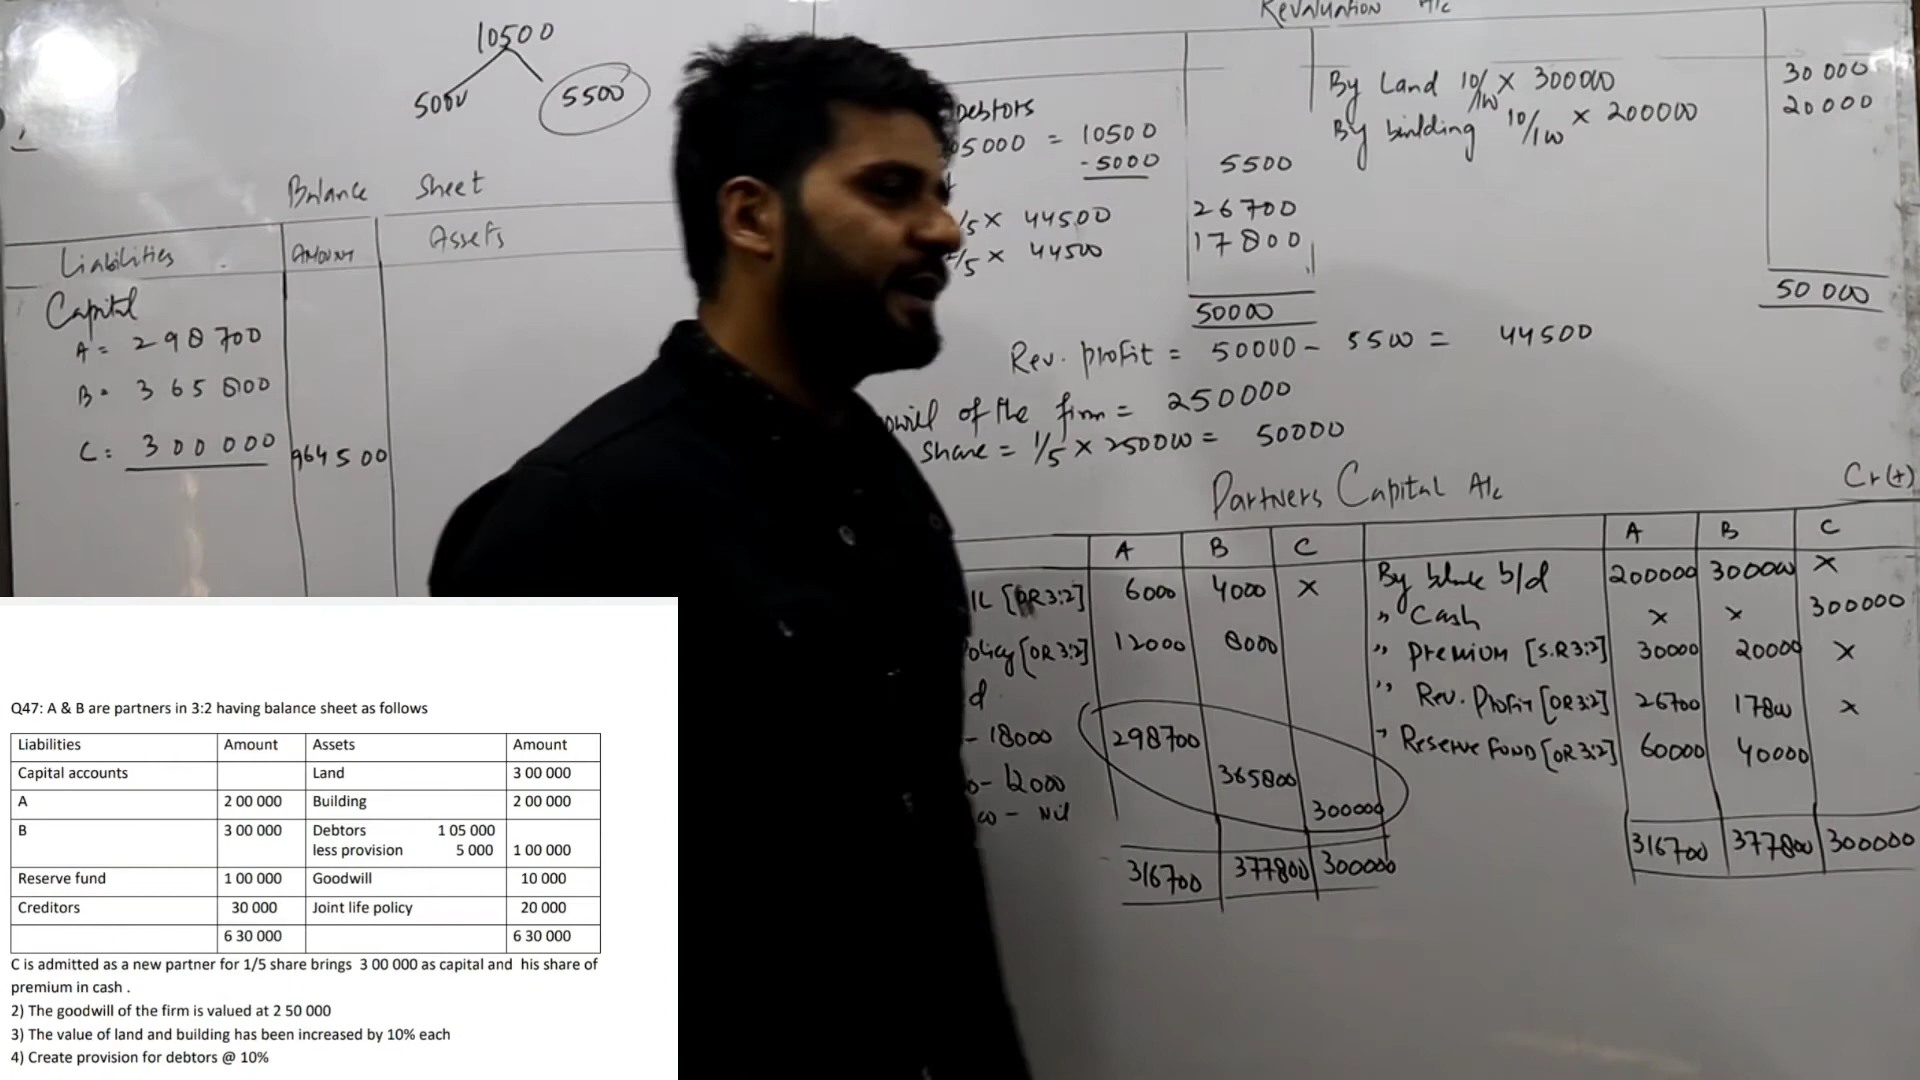 10500
5000 5500
Balance Sheet
Liabilities Amount Assets
Capital
A = 298700
B = 365800
C = 300000 964500
Revaluation A/c
Debtors
05000 = 10500
-5000 5500
/5 × 44500 26700
/5 × 44500 17800
50000
By Land 10/100 × 300000 30 000
By building 10/100 × 200000 20000
50 000
Rev. Profit = 50000 - 5500 = 44500
will of the firm = 250000
Share = 1/5 × 250000 = 50000
Partners Capital A/c Cr (+)
A B C A B C
[OR 3:2] 6000 4000 × By blnce b/d 200000 300000 ×
" Cash × × 300000
olicy [OR 3:2] 12000 8000 " Premium [S.R 3:2] 30000 20000 ×
d " Rev. Profit [OR 3:2] 26700 17800 ×
- 18000 298700 " Reserve Fund [OR 3:2] 60000 40000
- 12000 365800
- Nil 300000
316700 377800 300000 316700 377800 300000
Q47: A & B are partners in 3:2 having balance sheet as follows
Liabilities Amount Assets Amount
Capital accounts Land 3 00 000
A 2 00 000 Building 2 00 000
B 3 00 000 Debtors 1 05 000
less provision 5 000 1 00 000
Reserve fund 1 00 000 Goodwill 10 000
Creditors 30 000 Joint life policy 20 000
6 30 000 6 30 000
C is admitted as a new partner for 1/5 share brings 3 00 000 as capital and his share of
premium in cash .
2) The goodwill of the firm is valued at 2 50 000
3) The value of land and building has been increased by 10% each
4) Create provision for debtors @ 10%